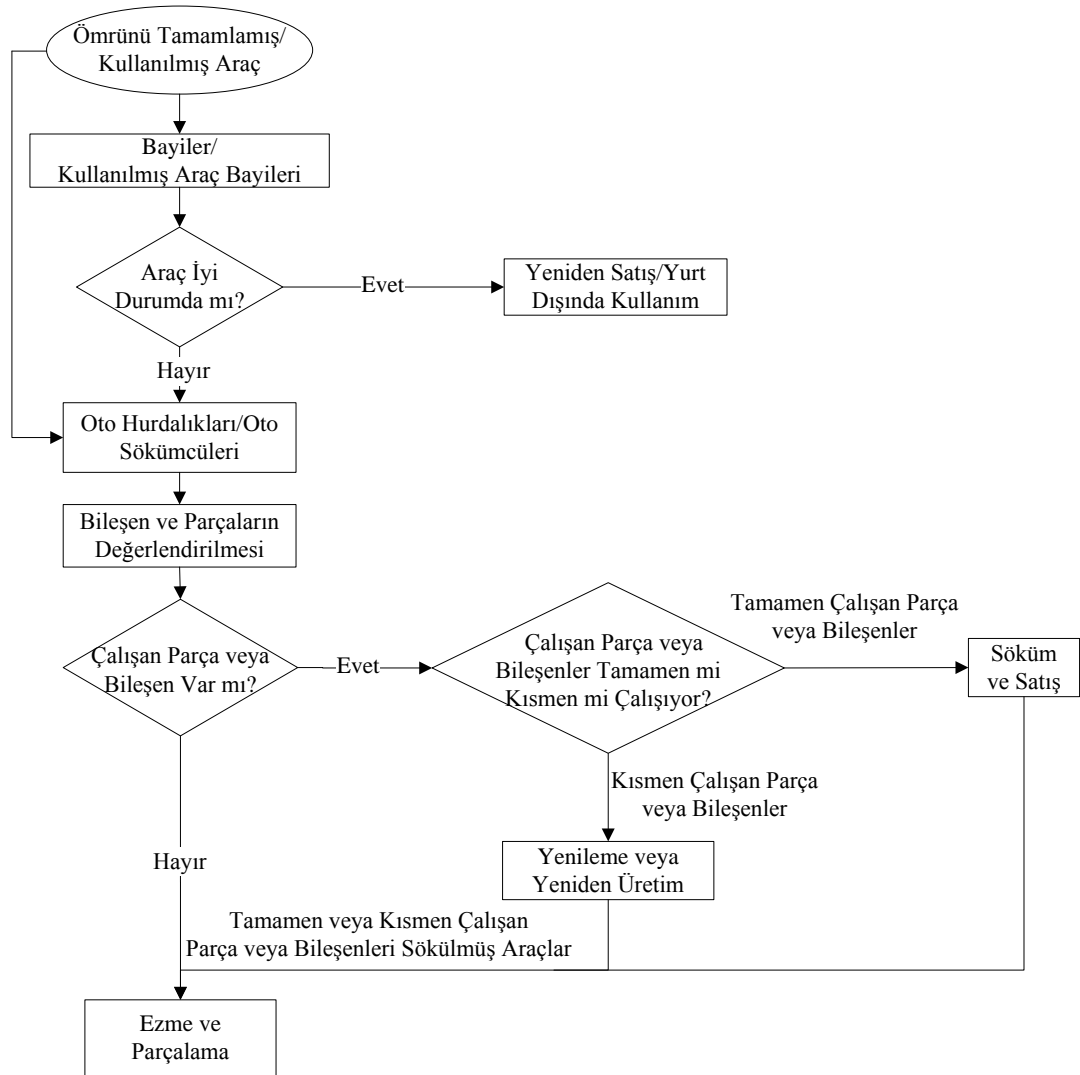 Ömrünü Tamamlamış/
Kullanılmış Araç
Bayiler/
Kullanılmış Araç Bayileri
Araç İyi
Durumda mı?
Evet
Yeniden Satış/Yurt
Dışında Kullanım
Hayır
Oto Hurdalıkları/Oto
Sökümcüleri
Bileşen ve Parçaların
Değerlendirilmesi
Çalışan Parça veya
Bileşen Var mı?
Evet
Çalışan Parça veya
Bileşenler Tamamen mi
Kısmen mi Çalışıyor?
Tamamen Çalışan Parça
veya Bileşenler
Söküm
ve Satış
Kısmen Çalışan Parça
veya Bileşenler
Hayır
Yenileme veya
Yeniden Üretim
Tamamen veya Kısmen Çalışan
Parça veya Bileşenleri Sökülmüş Araçlar
Ezme ve
Parçalama